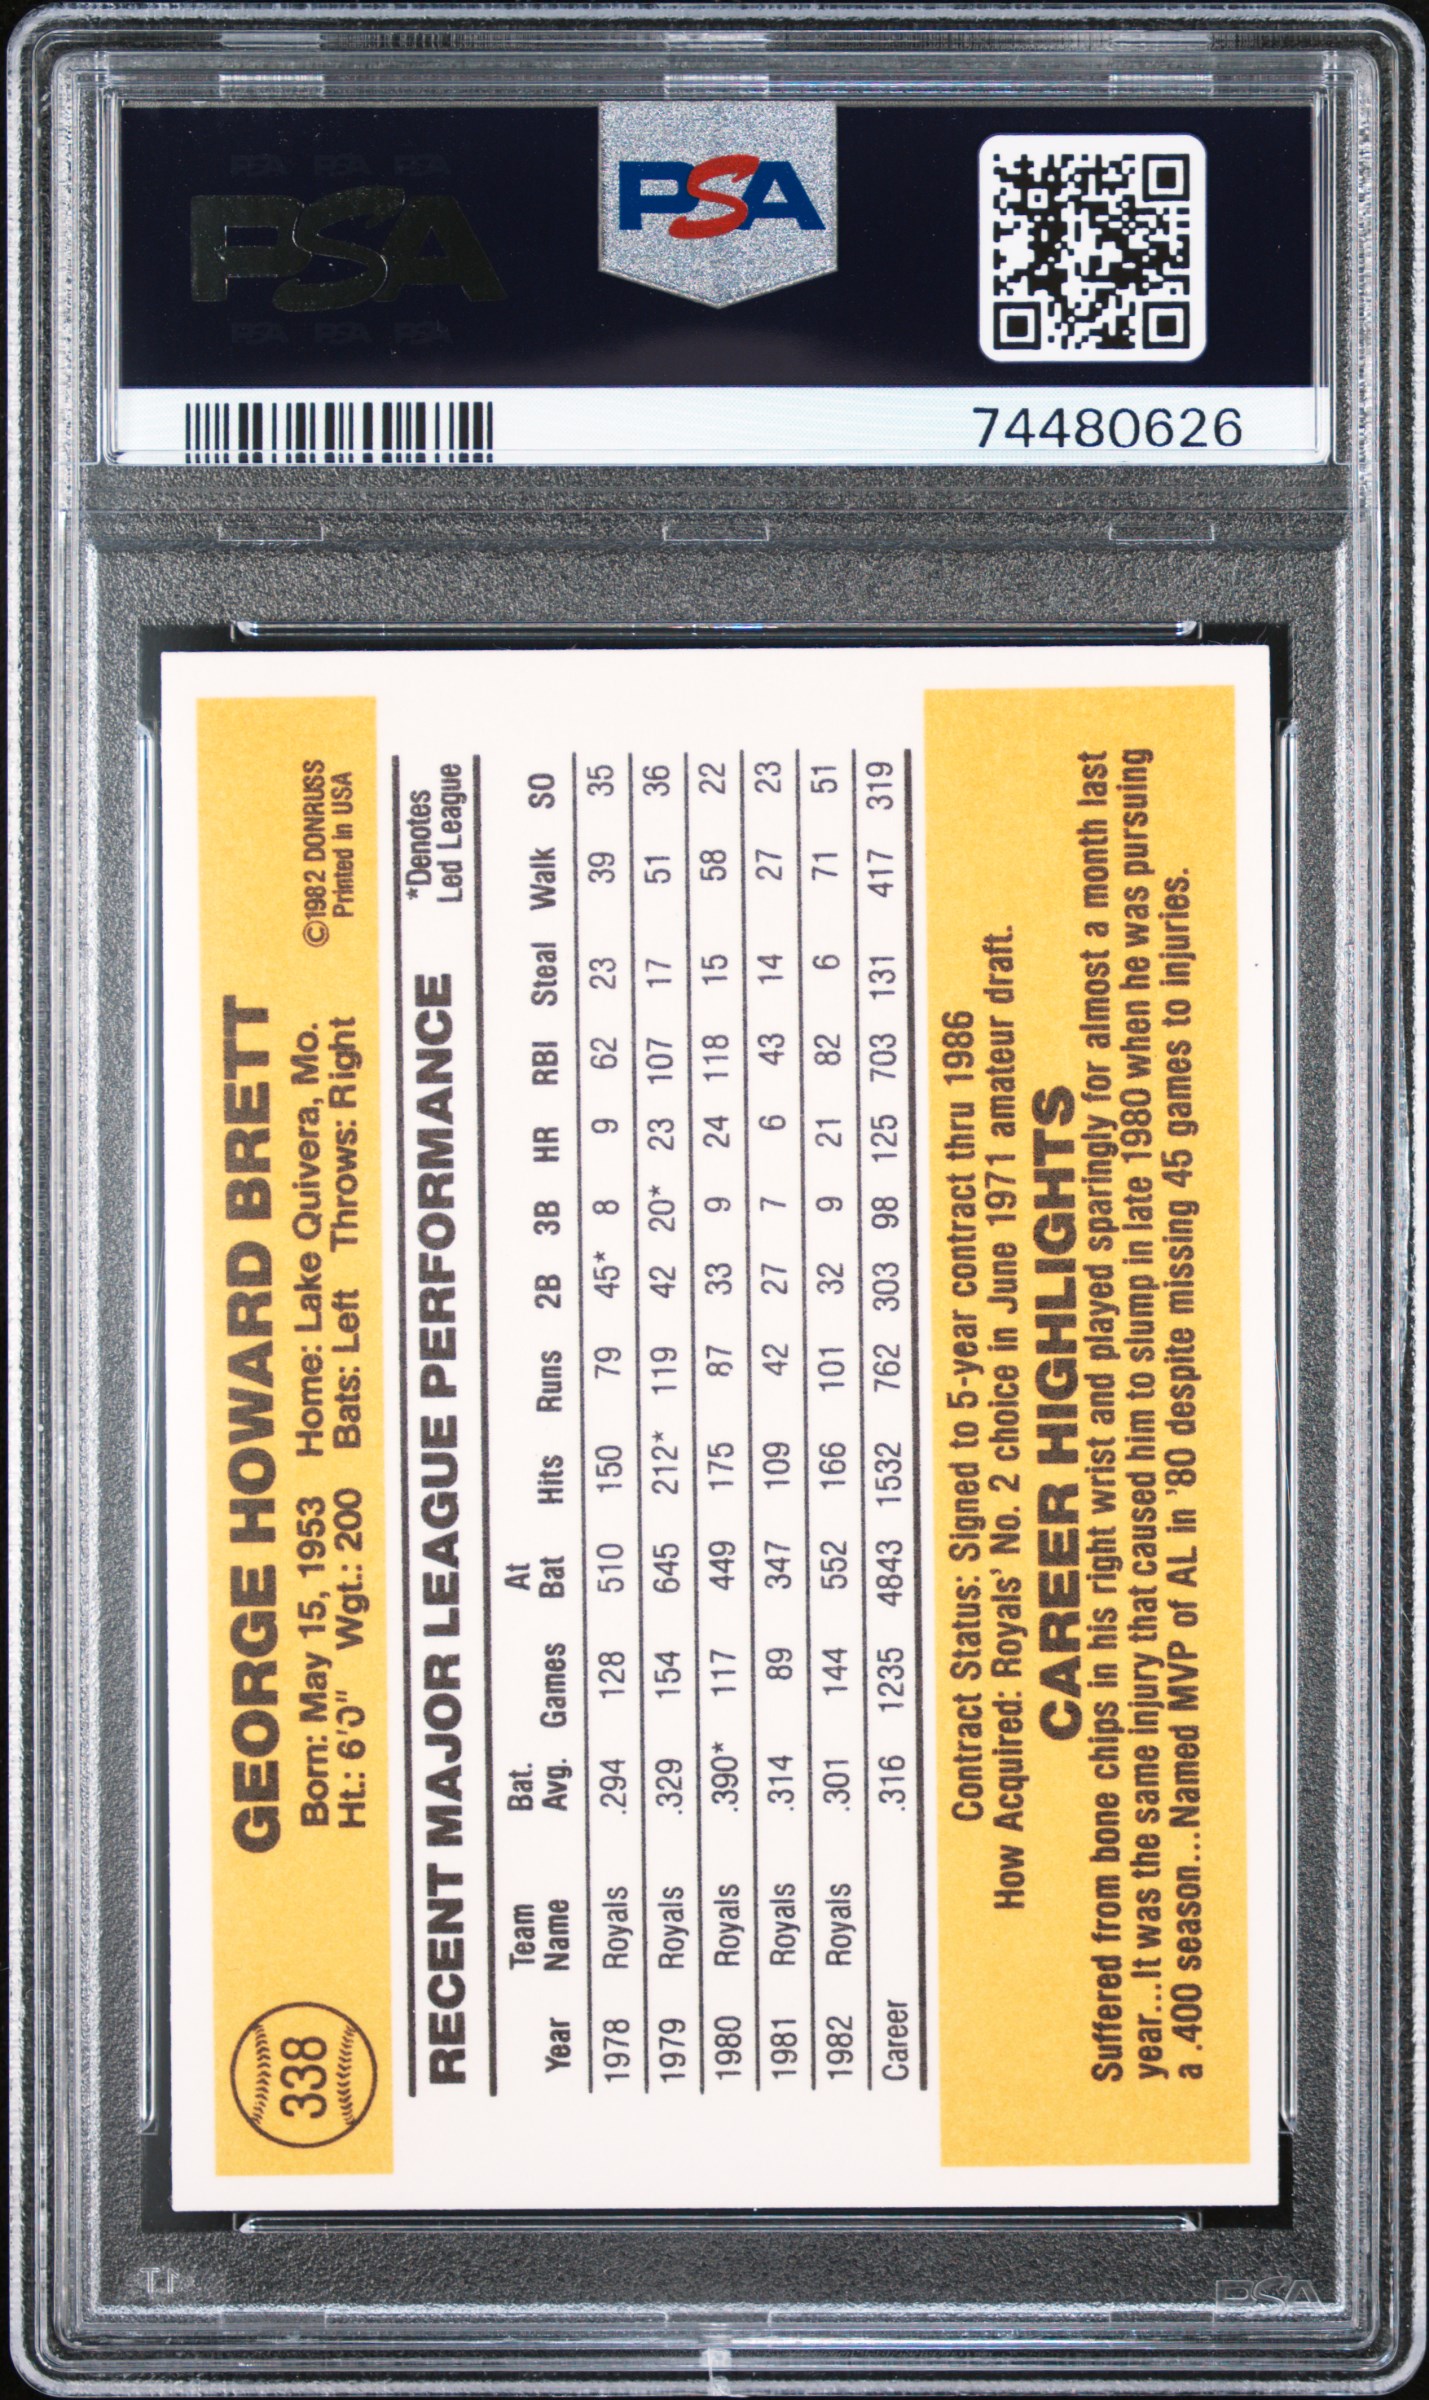 PSA PSA PSA
PSA
PSA PSA PSA
PSA
74480626
338
GEORGE HOWARD BRETT
Born: May 15, 1953 Home: Lake Quivera, Mo. ©1982 DONRUSS
Ht.: 6'0" Wgt.: 200 Bats: Left Throws: Right Printed in USA
RECENT MAJOR LEAGUE PERFORMANCE *Denotes Led League
Year Team Name Bat. Avg. Games At Bat Hits Runs 2B 3B HR RBI Steal Walk SO
1978 Royals .294 128 510 150 79 45* 8 9 62 23 39 35
1979 Royals .329 154 645 212* 119 42 20* 23 107 17 51 36
1980 Royals .390* 117 449 175 87 33 9 24 118 15 58 22
1981 Royals .314 89 347 109 42 27 7 6 43 14 27 23
1982 Royals .301 144 552 166 101 32 9 21 82 6 71 51
Career .316 1235 4843 1532 762 303 98 125 703 131 417 319
Contract Status: Signed to 5-year contract thru 1986
How Acquired: Royals' No. 2 choice in June 1971 amateur draft.
CAREER HIGHLIGHTS
Suffered from bone chips in his right wrist and played sparingly for almost a month last
year...It was the same injury that caused him to slump in late 1980 when he was pursuing
a .400 season...Named MVP of AL in '80 despite missing 45 games to injuries.
PSA